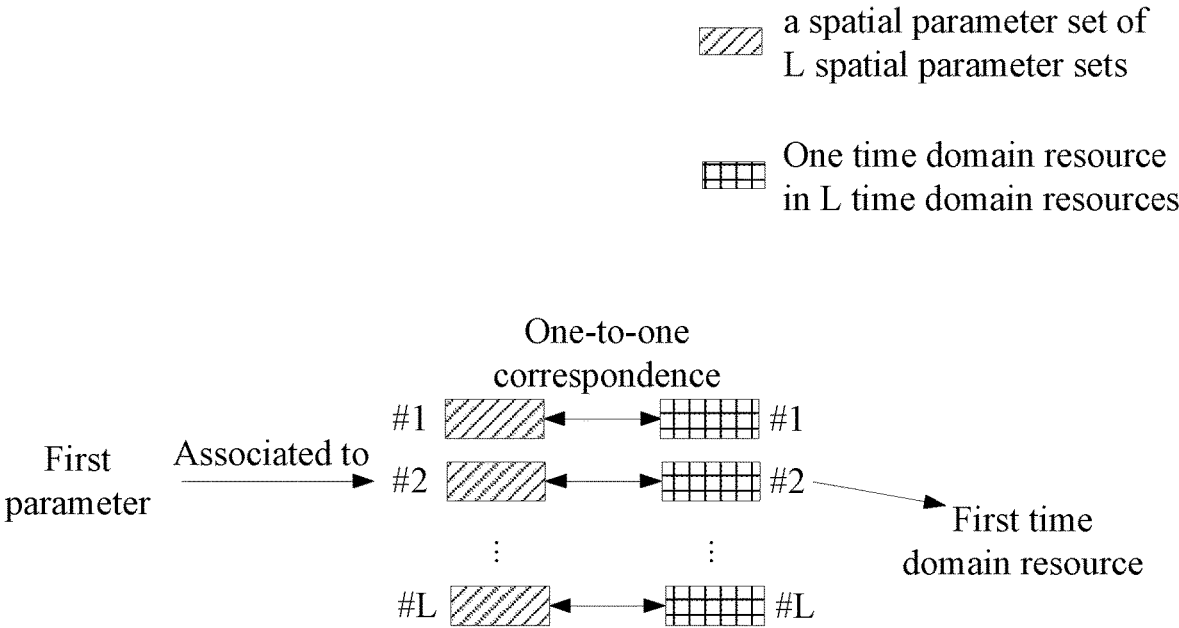 a spatial parameter set of
L spatial parameter sets
One time domain resource
in L time domain resources
One-to-one
correspondence
#1
#1
First
parameter
Associated to
#2
#2
First time
domain resource
⋮
⋮
#L
#L